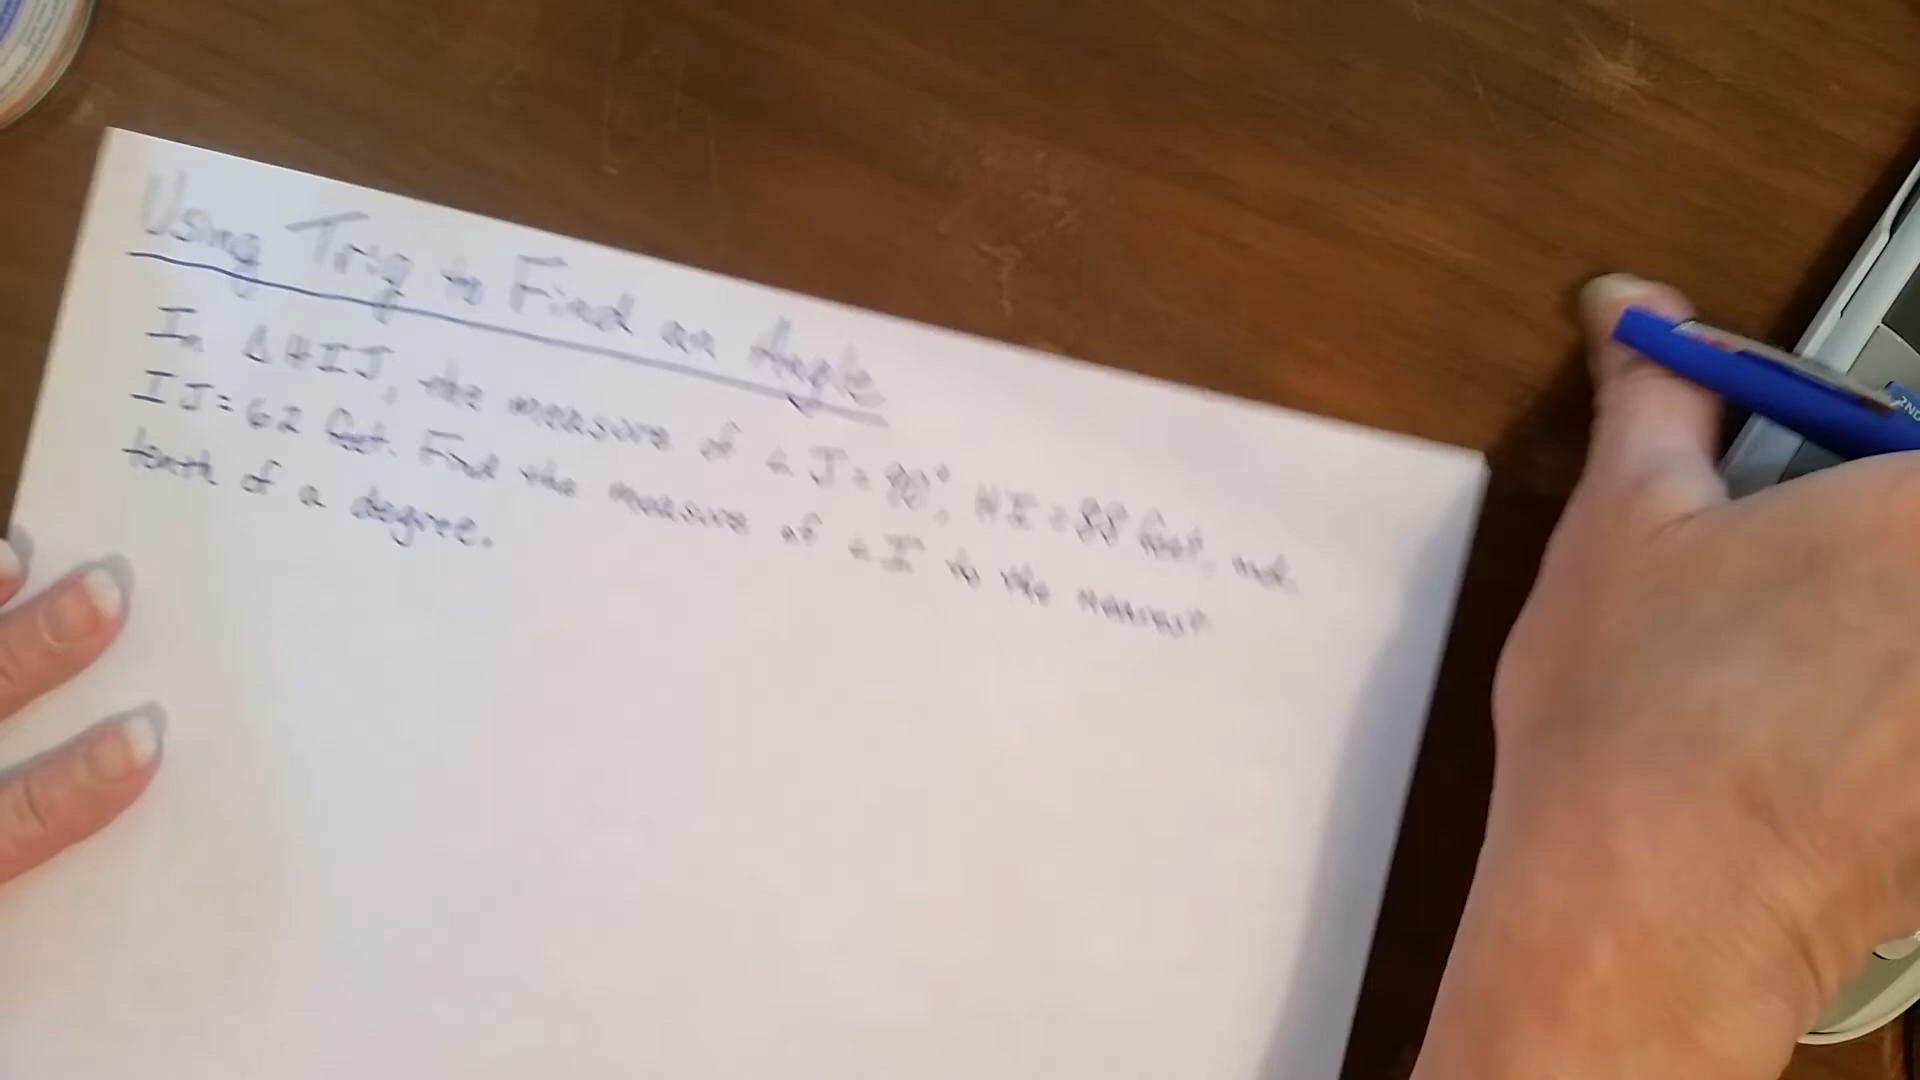 Using Trig to Find an Angle
In △HIJ, the measure of ∠J=90°, HI=88 feet, and
IJ=62 feet. Find the measure of ∠I to the nearest
tenth of a degree.
2ND